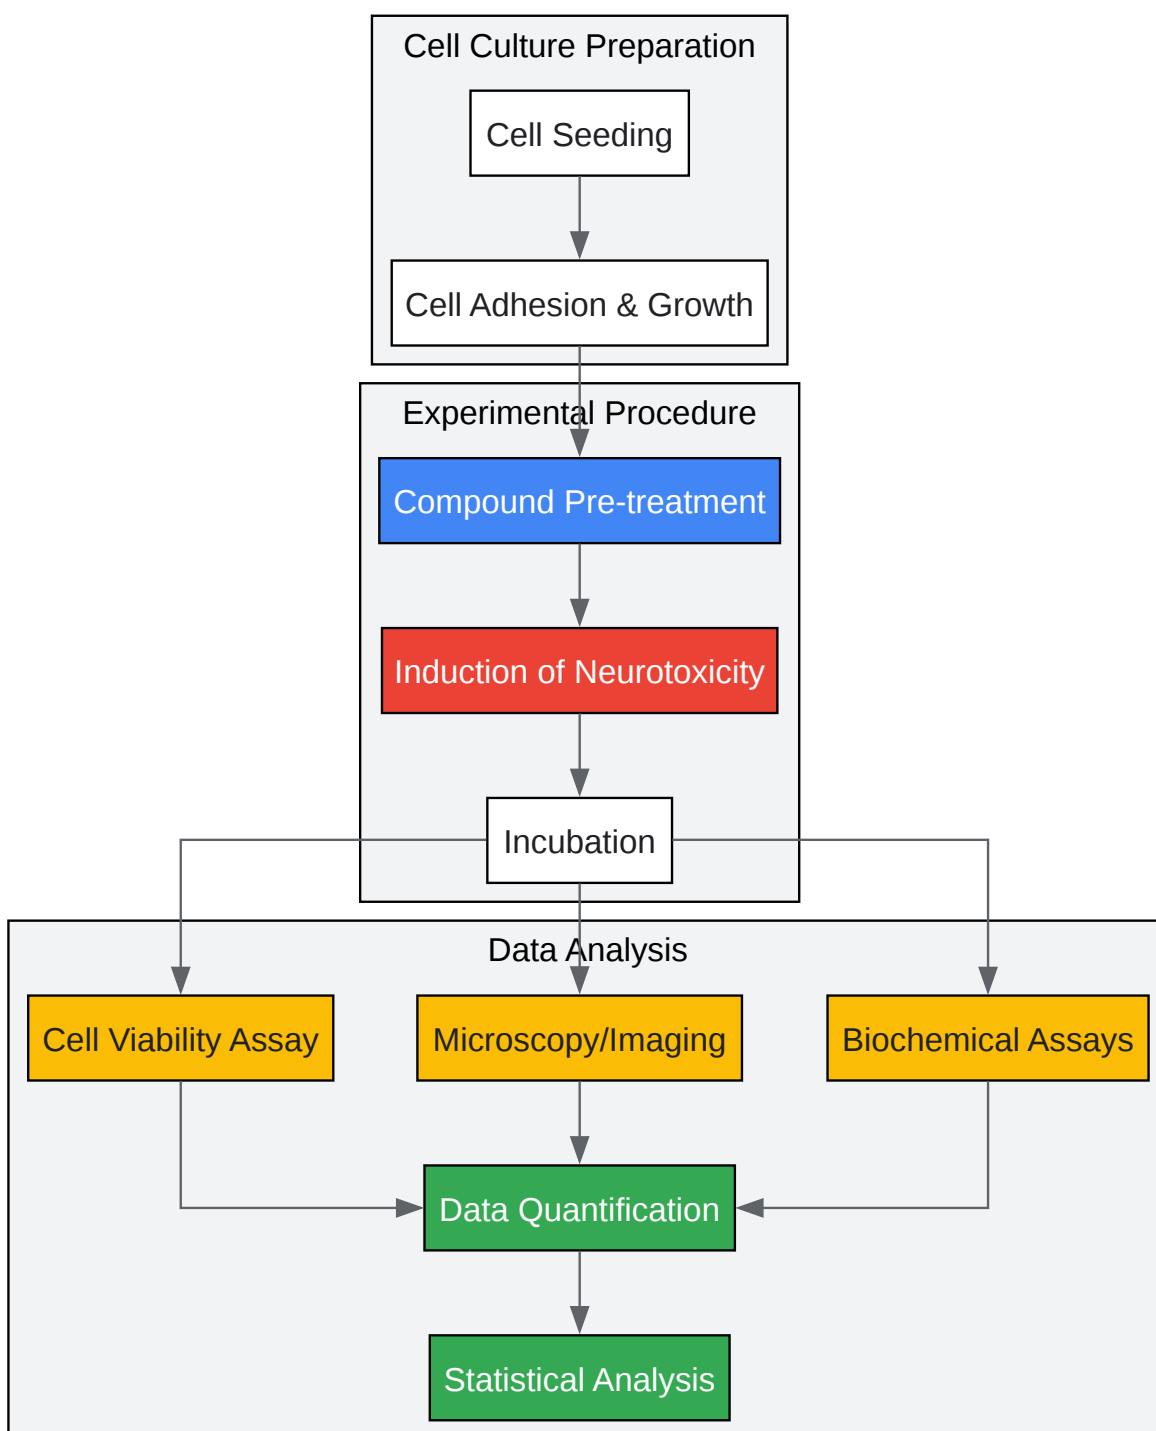 Cell Culture Preparation
Cell Seeding
Cell Adhesion & Growth
Experimental Procedure
Compound Pre-treatment
Induction of Neurotoxicity
Incubation
Data Analysis
Cell Viability Assay
Microscopy/Imaging
Biochemical Assays
Data Quantification
Statistical Analysis